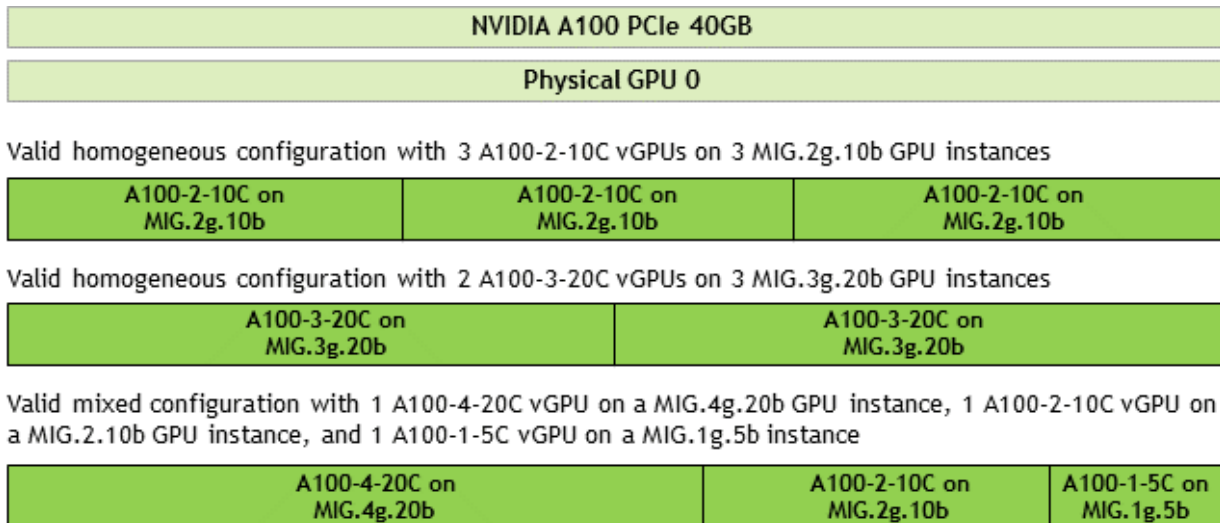 NVIDIA A100 PCIe 40GB
Physical GPU 0
Valid homogeneous configuration with 3 A100-2-10C vGPUs on 3 MIG.2g.10b GPU instances
A100-2-10C on
MIG.2g.10b
A100-2-10C on
MIG.2g.10b
A100-2-10C on
MIG.2g.10b
Valid homogeneous configuration with 2 A100-3-20C vGPUs on 3 MIG.3g.20b GPU instances
A100-3-20C on
MIG.3g.20b
A100-3-20C on
MIG.3g.20b
Valid mixed configuration with 1 A100-4-20C vGPU on a MIG.4g.20b GPU instance, 1 A100-2-10C vGPU on
a MIG.2.10b GPU instance, and 1 A100-1-5C vGPU on a MIG.1g.5b instance
A100-4-20C on
MIG.4g.20b
A100-2-10C on
MIG.2g.10b
A100-1-5C on
MIG.1g.5b